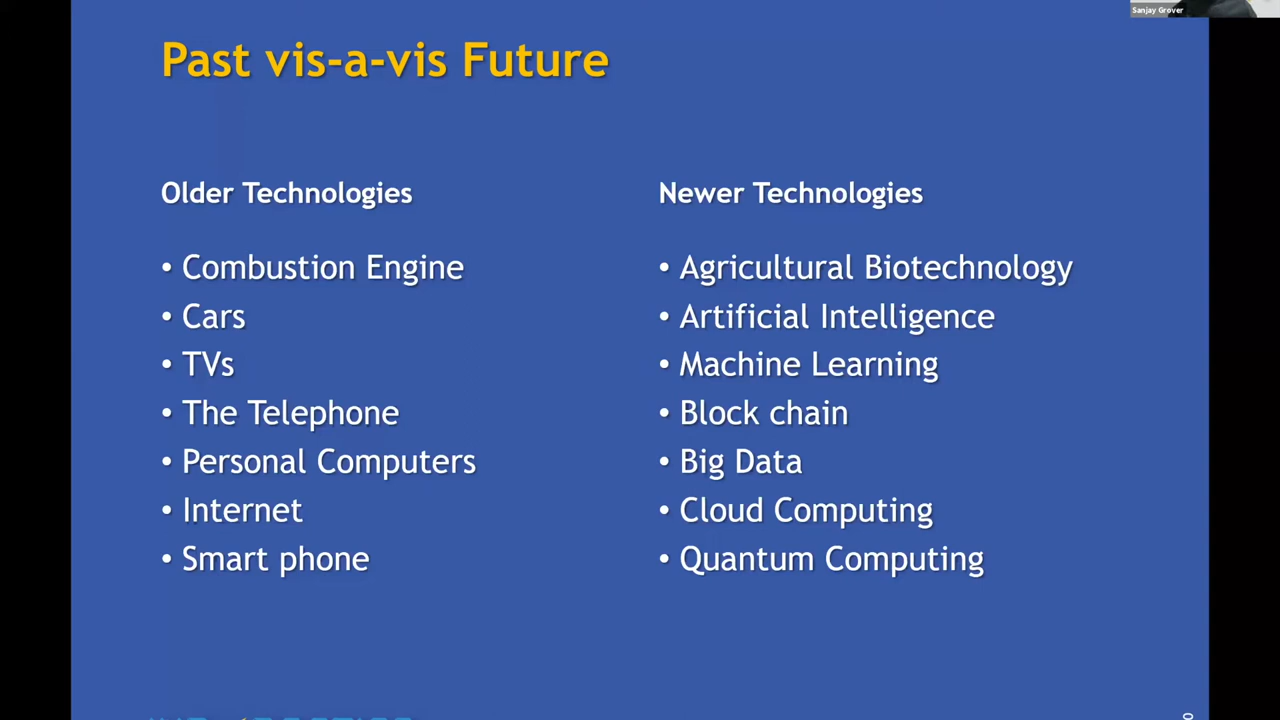 Sanjay Grover
Past vis-a-vis Future
Older Technologies
• Combustion Engine
• Cars
• TVs
• The Telephone
• Personal Computers
• Internet
• Smart phone
Newer Technologies
• Agricultural Biotechnology
• Artificial Intelligence
• Machine Learning
• Block chain
• Big Data
• Cloud Computing
• Quantum Computing